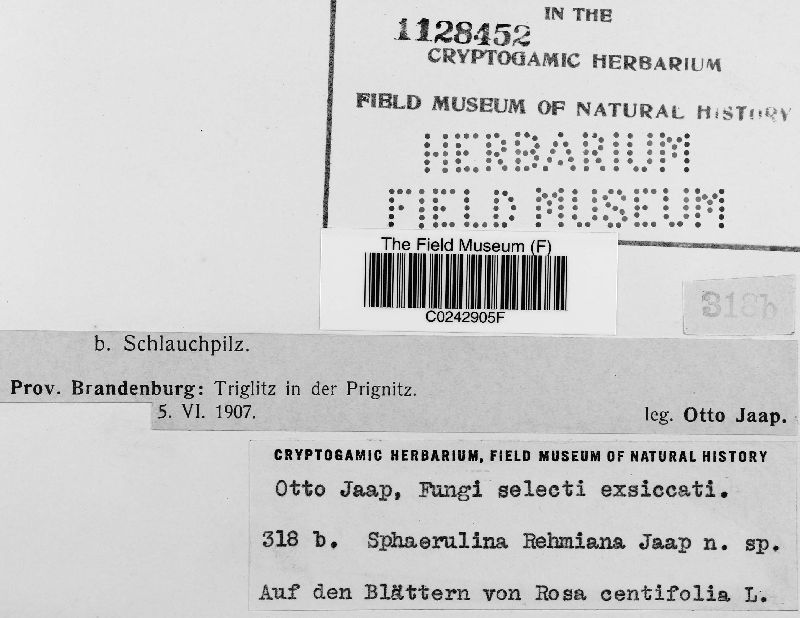 IN THE
1128452
CRYPTOGAMIC HERBARIUM
FIELD MUSEUM OF NATURAL HISTORY
HERBARIUM
FIELD MUSEUM
The Field Museum (F)
C0242905F
318b
b. Schlauchpilz.
Prov. Brandenburg: Triglitz in der Prignitz.
5. VI. 1907. leg. Otto Jaap.
CRYPTOGAMIC HERBARIUM, FIELD MUSEUM OF NATURAL HISTORY
Otto Jaap, Fungi selecti exsiccati.
318 b. Sphaerulina Rehmiana Jaap n. sp.
Auf den Blättern von Rosa centifolia L.